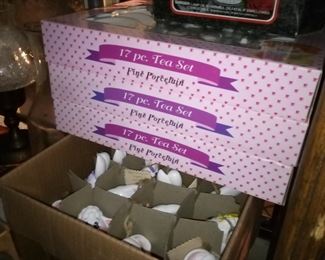 17 pc. Tea Set
Fine Porcelain
17 pc. Tea Set
Fine Porcelain
17 pc. Tea Set
Fine Porcelain